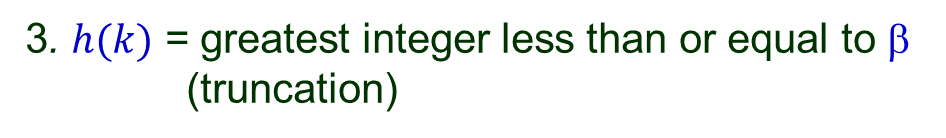 3. h(k) = greatest integer less than or equal to β
(truncation)